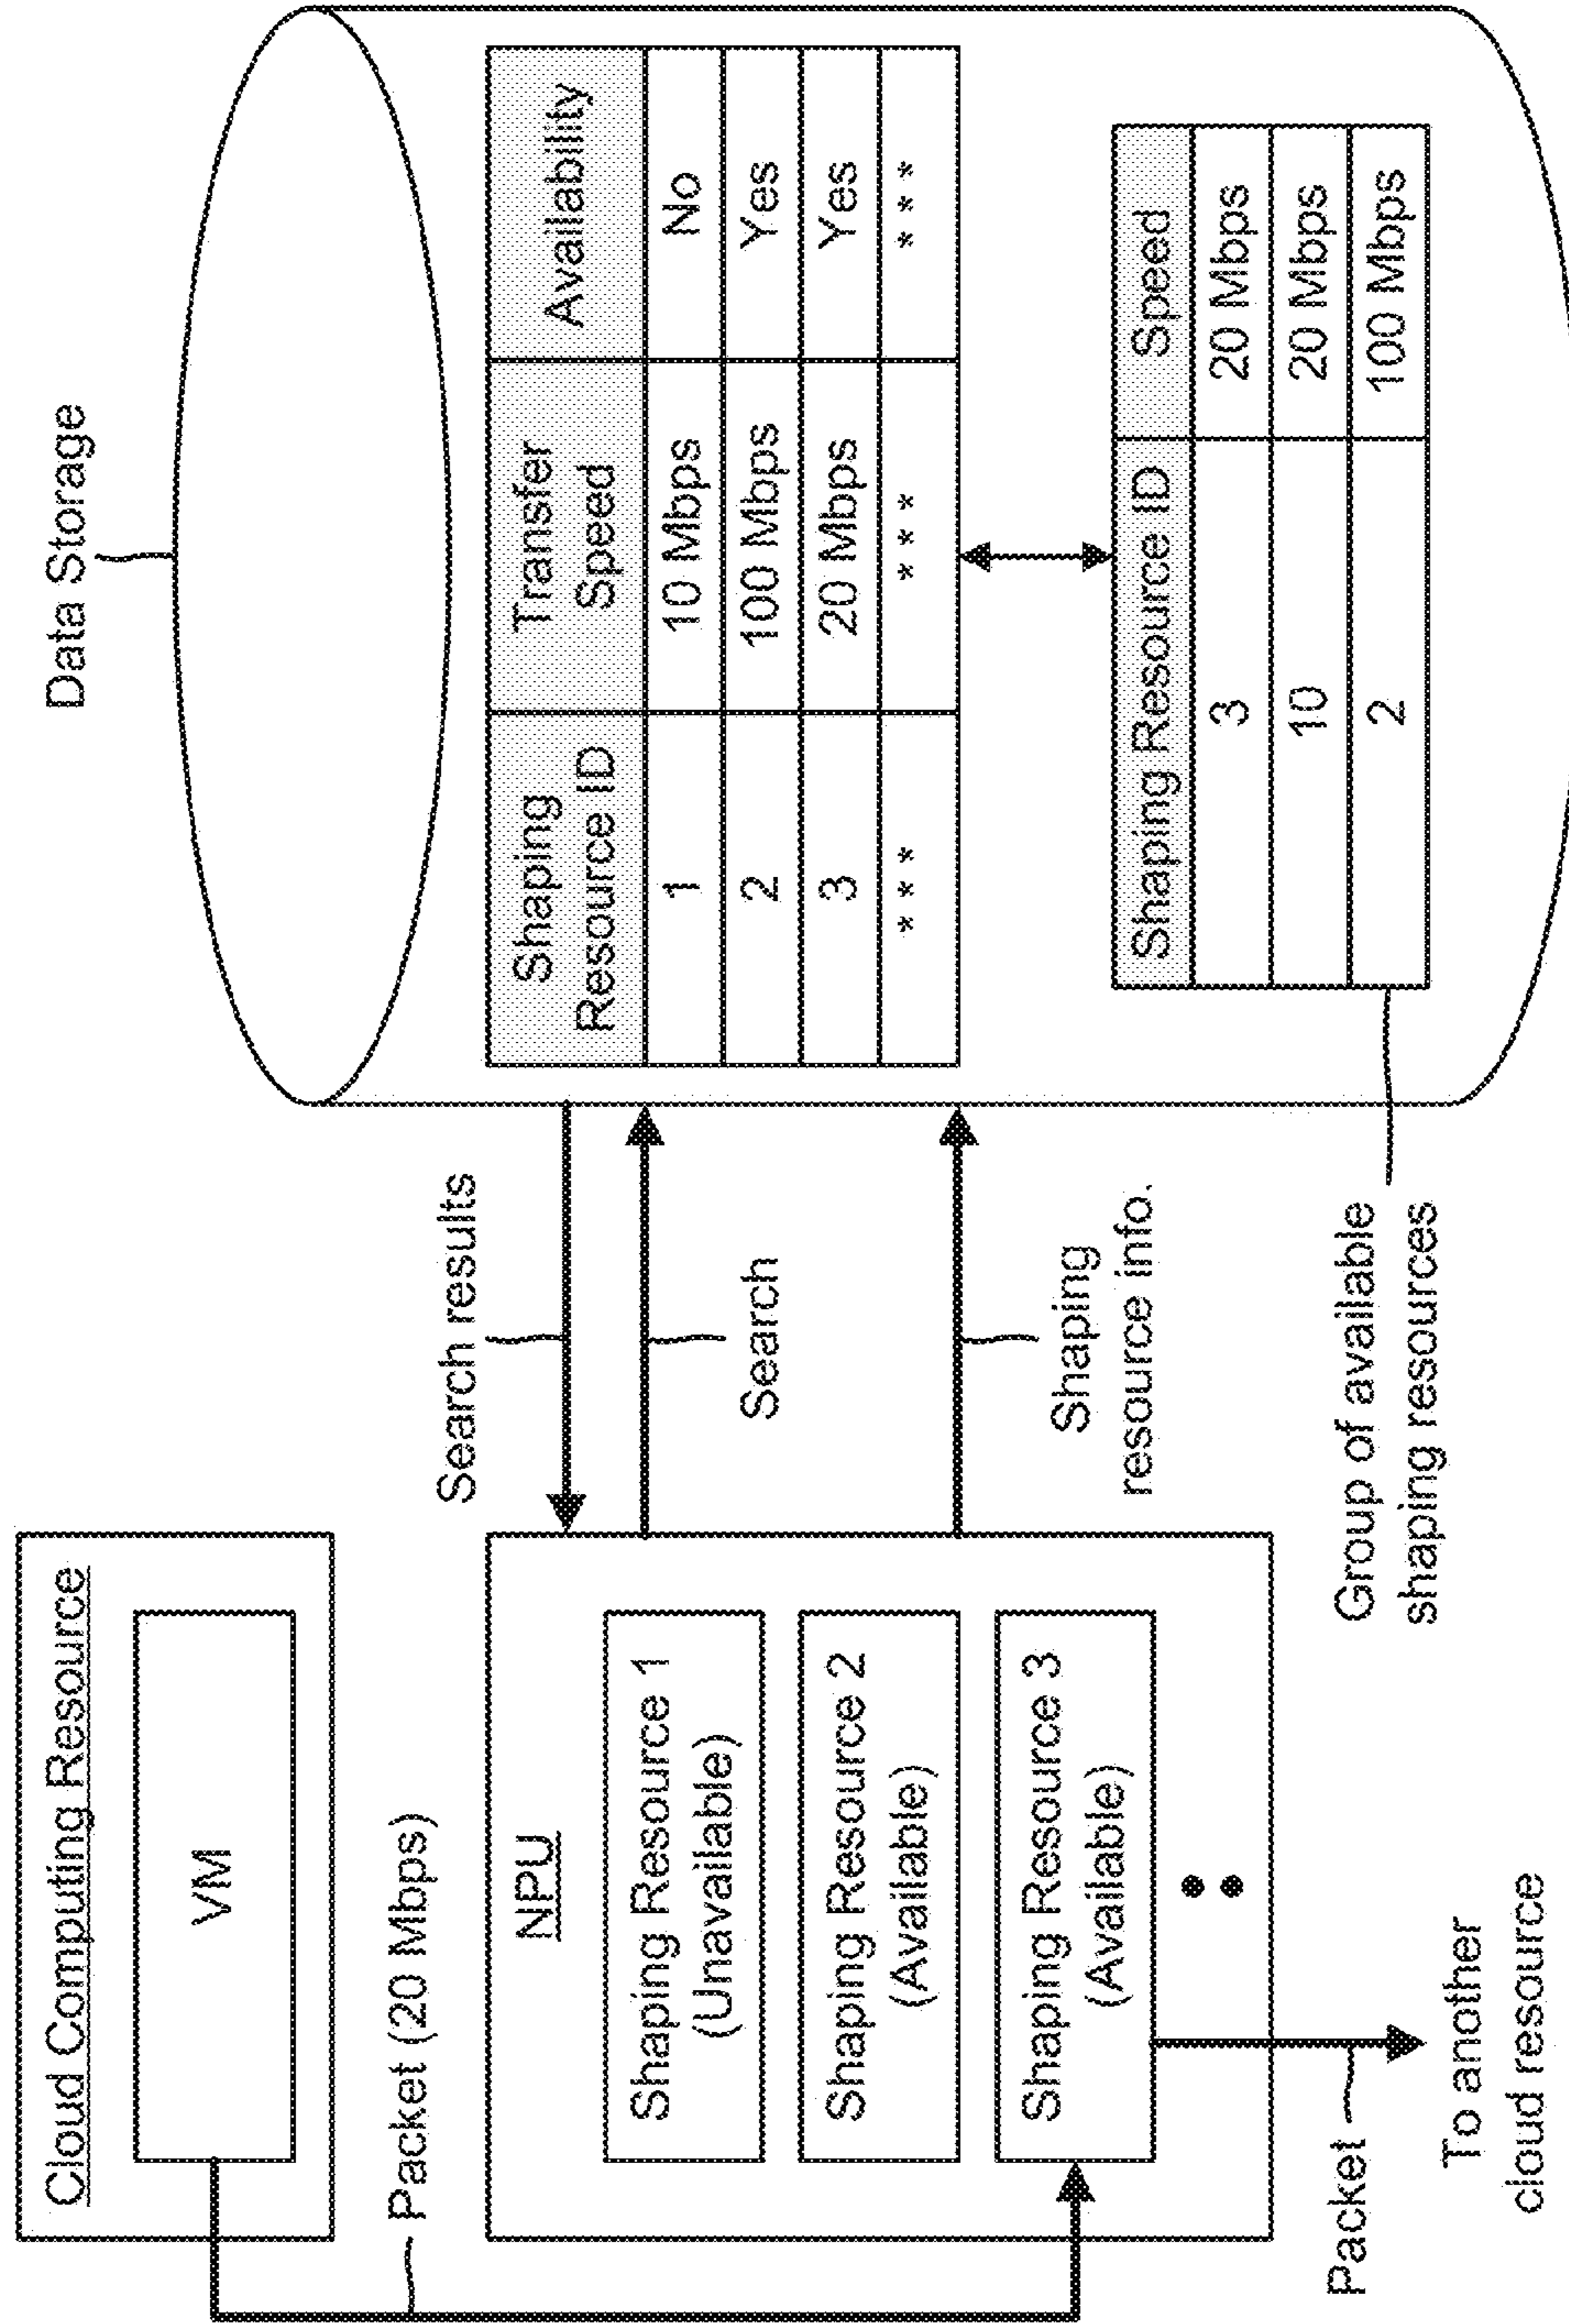 Cloud Computing Resource
VM
Packet (20 Mbps)
NPU
Shaping Resource 1
(Unavailable)
Shaping Resource 2
(Available)
Shaping Resource 3
(Available)
Packet
To another
cloud resource
Search results
Search
Shaping
resource info.
Group of available
shaping resources
Data Storage
Shaping Resource ID Transfer Speed Availability
1 10 Mbps No
2 100 Mbps Yes
3 20 Mbps Yes
*** *** ***
Shaping Resource ID Speed
3 20 Mbps
10 20 Mbps
2 100 Mbps